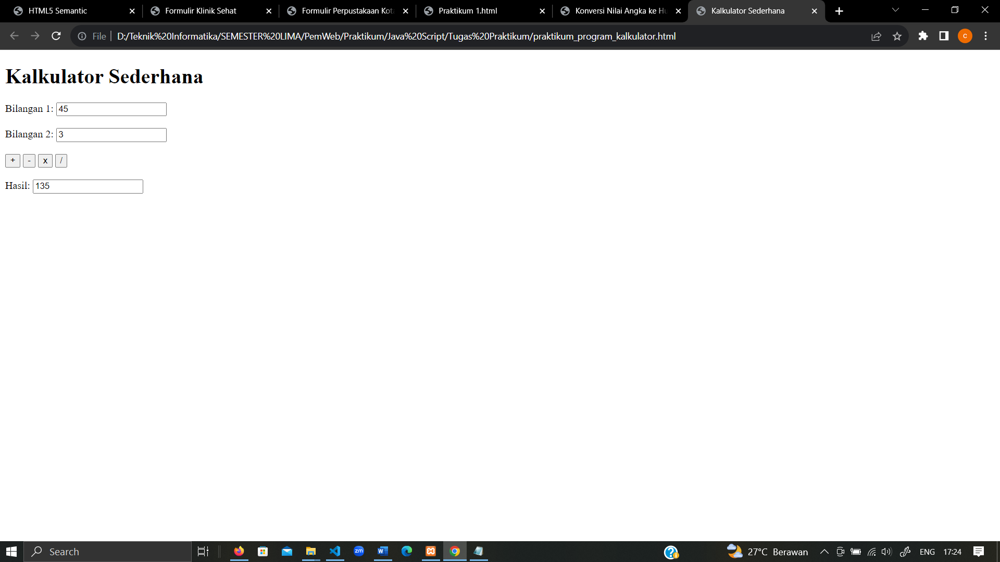 HTML5 Semantic
Formulir Klinik Sehat
Formulir Perpustakaan Kot
Praktikum 1.html
Konversi Nilai Angka ke Hu
Kalkulator Sederhana
File
D:/Teknik%20Informatika/SEMESTER%20LIMA/PemWeb/Praktikum/Java%20Script/Tugas%20Praktikum/praktikum_program_kalkulator.html
c
Kalkulator Sederhana
Bilangan 1: 45
Bilangan 2: 3
+ - x /
Hasil: 135
Search
zm
W
27°C Berawan
ENG
17:24